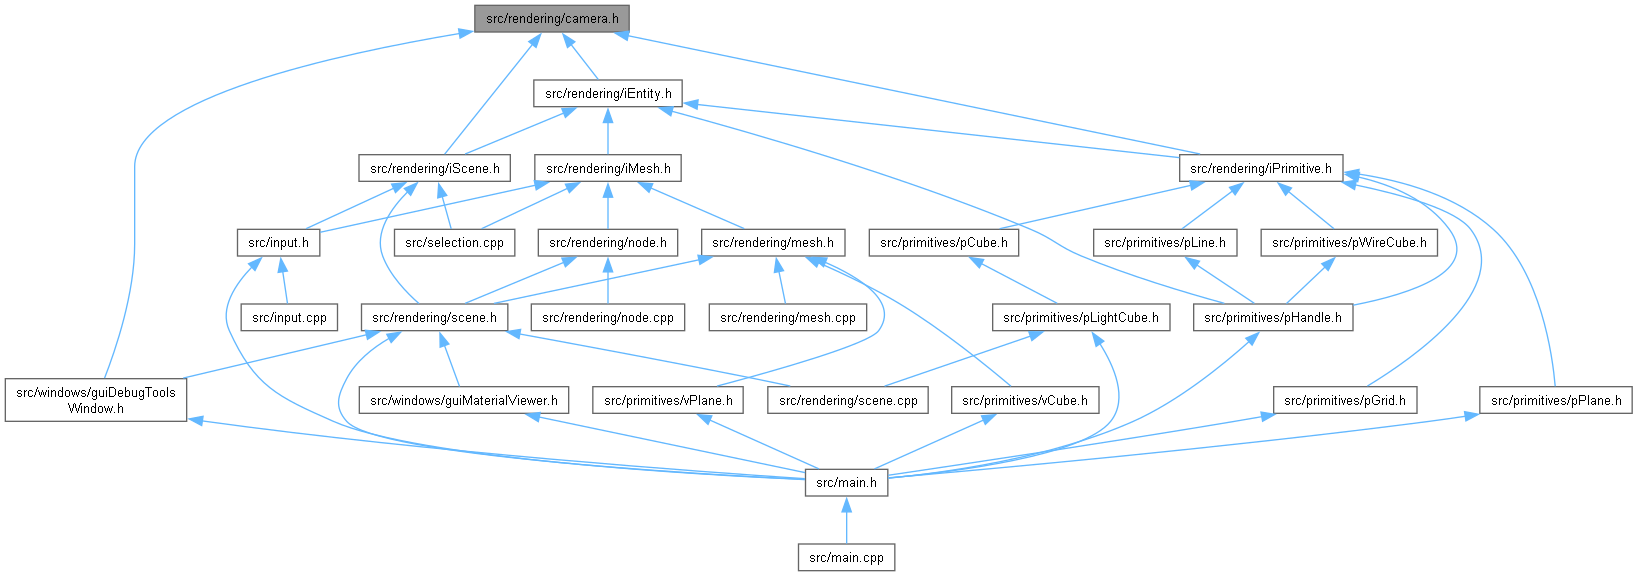 src/rendering/camera.h
src/rendering/iEntity.h
src/rendering/iScene.h
src/rendering/iMesh.h
src/rendering/iPrimitive.h
src/input.h
src/selection.cpp
src/rendering/node.h
src/rendering/mesh.h
src/primitives/pCube.h
src/primitives/pLine.h
src/primitives/pWireCube.h
src/input.cpp
src/rendering/scene.h
src/rendering/node.cpp
src/rendering/mesh.cpp
src/primitives/pLightCube.h
src/primitives/pHandle.h
src/windows/guiDebugTools
Window.h
src/windows/guiMaterialViewer.h
src/primitives/vPlane.h
src/rendering/scene.cpp
src/primitives/vCube.h
src/primitives/pGrid.h
src/primitives/pPlane.h
src/main.h
src/main.cpp